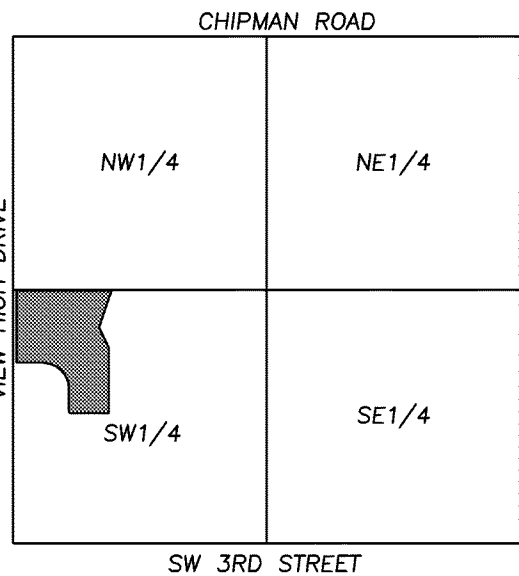 CHIPMAN ROAD
NW1/4
NE1/4
VIEW HIGH DRIVE
SW1/4
SE1/4
SW 3RD STREET